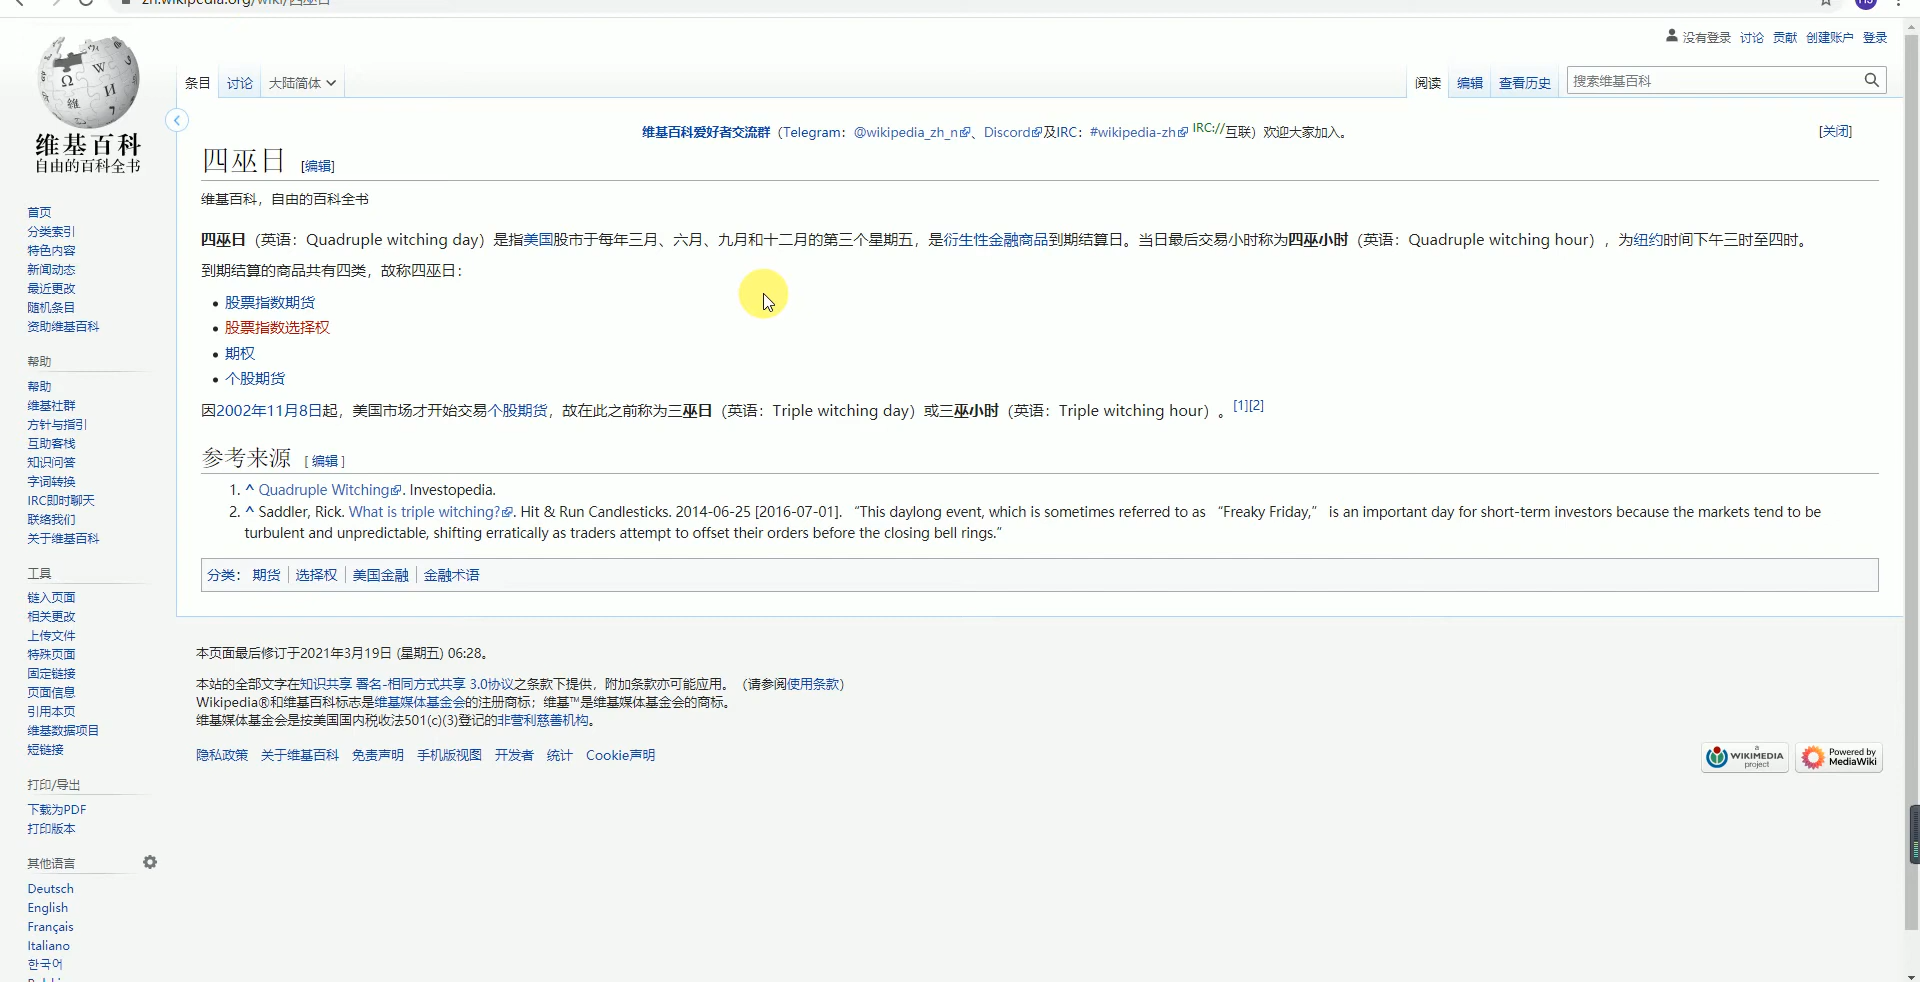 zh.wikipedia.org/wiki/四巫日
没有登录 讨论 贡献 创建账户 登录
条目 讨论 大陆简体 阅读 编辑 查看历史 搜索维基百科
维基百科
自由的百科全书
维基百科爱好者交流群（Telegram：@wikipedia_zh_n、Discord及IRC：#wikipedia-zh IRC://互联）欢迎大家加入。 [关闭]
四巫日 [编辑]
维基百科，自由的百科全书
四巫日（英语：Quadruple witching day）是指美国股市于每年三月、六月、九月和十二月的第三个星期五，是衍生性金融商品到期结算日。当日最后交易小时称为四巫小时（英语：Quadruple witching hour），为纽约时间下午三时至四时。
到期结算的商品共有四类，故称四巫日：
股票指数期货
股票指数选择权
期权
个股期货
因2002年11月8日起，美国市场才开始交易个股期货，故在此之前称为三巫日（英语：Triple witching day）或三巫小时（英语：Triple witching hour）。[1][2]
参考来源 [编辑]
1. ^ Quadruple Witching. Investopedia.
2. ^ Saddler, Rick. What is triple witching?. Hit & Run Candlesticks. 2014-06-25 [2016-07-01]. “This daylong event, which is sometimes referred to as “Freaky Friday,” is an important day for short-term investors because the markets tend to be
turbulent and unpredictable, shifting erratically as traders attempt to offset their orders before the closing bell rings.”
分类： 期货 选择权 美国金融 金融术语
本页面最后修订于2021年3月19日 (星期五) 06:28。
本站的全部文字在知识共享 署名-相同方式共享 3.0协议之条款下提供，附加条款亦可能应用。（请参阅使用条款）
Wikipedia®和维基百科标志是维基媒体基金会的注册商标；维基™是维基媒体基金会的商标。
维基媒体基金会是按美国国内税收法501(c)(3)登记的非营利慈善机构。
隐私政策 关于维基百科 免责声明 手机版视图 开发者 统计 Cookie声明
a WIKIMEDIA project
Powered by MediaWiki
首页
分类索引
特色内容
新闻动态
最近更改
随机条目
资助维基百科
帮助
帮助
维基社群
方针与指引
互助客栈
知识问答
字词转换
IRC即时聊天
联络我们
关于维基百科
工具
链入页面
相关更改
上传文件
特殊页面
固定链接
页面信息
引用本页
维基数据项目
短链接
打印/导出
下载为PDF
打印版本
其他语言
Deutsch
English
Français
Italiano
한국어